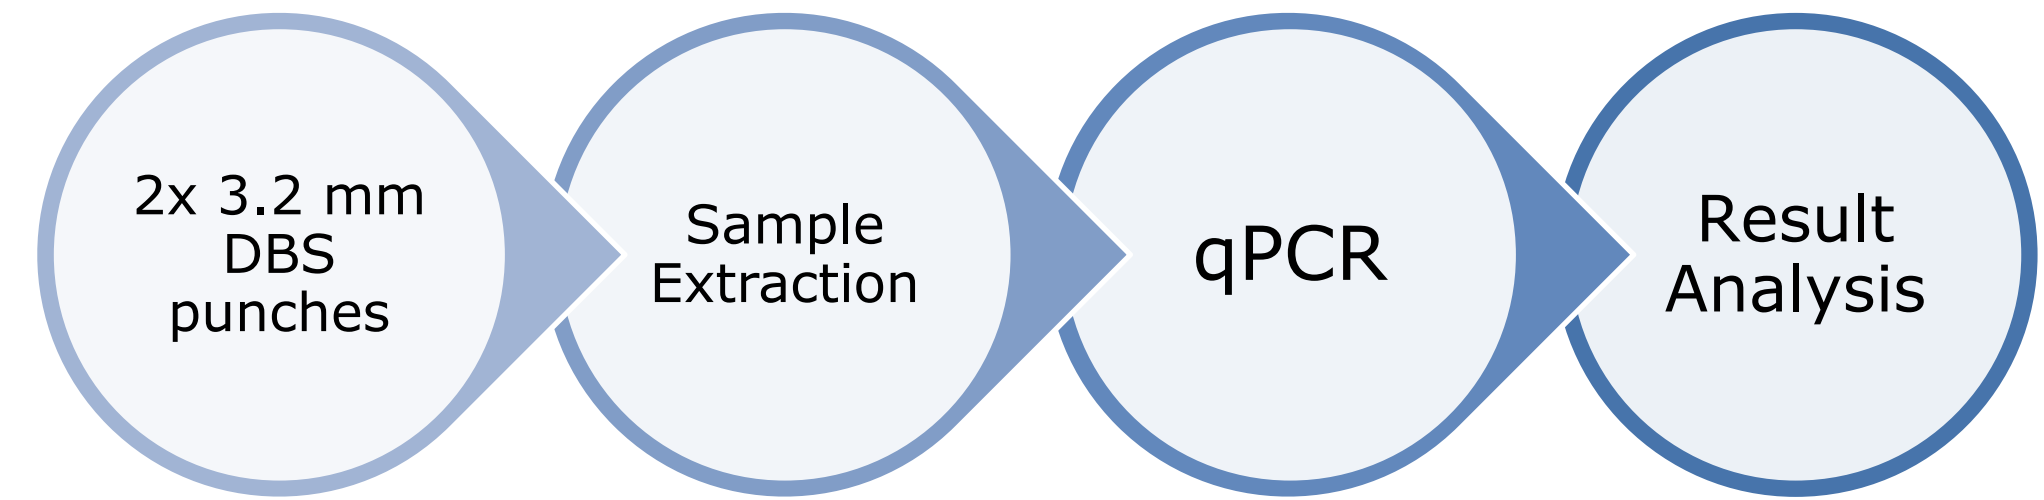 2x 3.2 mm
DBS
punches
Sample
Extraction
qPCR
Result
Analysis